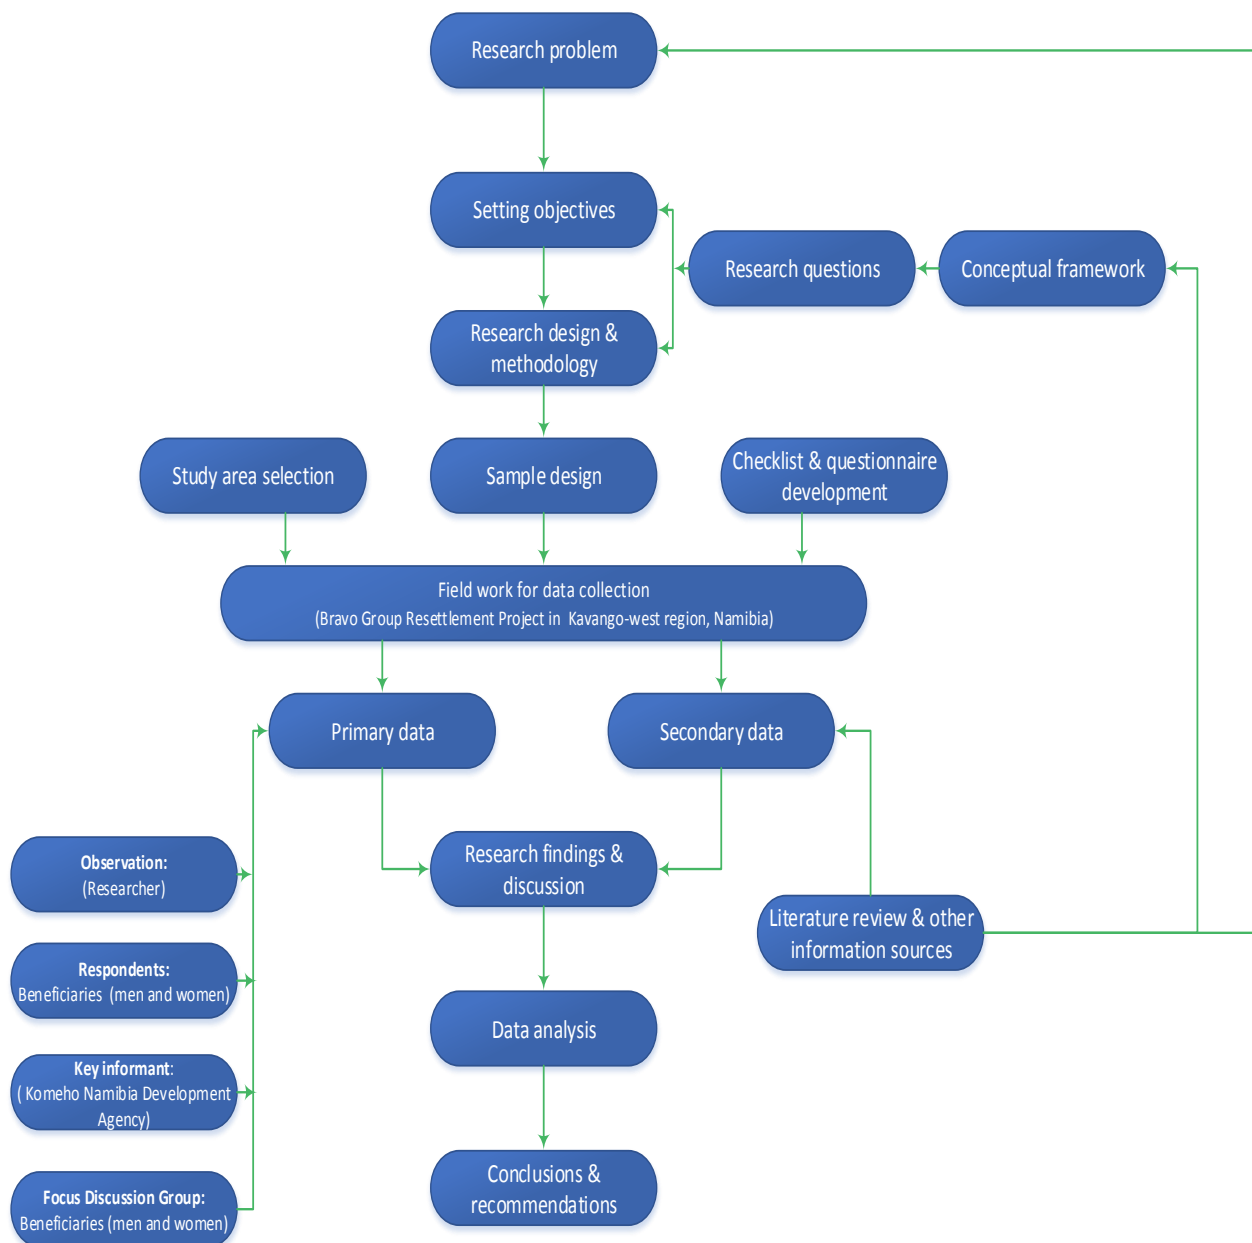 Research problem
Setting objectives
Research questions
Conceptual framework
Research design &
methodology
Study area selection
Sample design
Checklist & questionnaire
development
Field work for data collection
(Bravo Group Resettlement Project in Kavango-west region, Namibia)
Primary data
Secondary data
Observation:
(Researcher)
Research findings &
discussion
Literature review & other
information sources
Respondents:
Beneficiaries (men and women)
Data analysis
Key informant:
( Komeho Namibia Development
Agency)
Conclusions &
recommendations
Focus Discussion Group:
Beneficiaries (men and women)